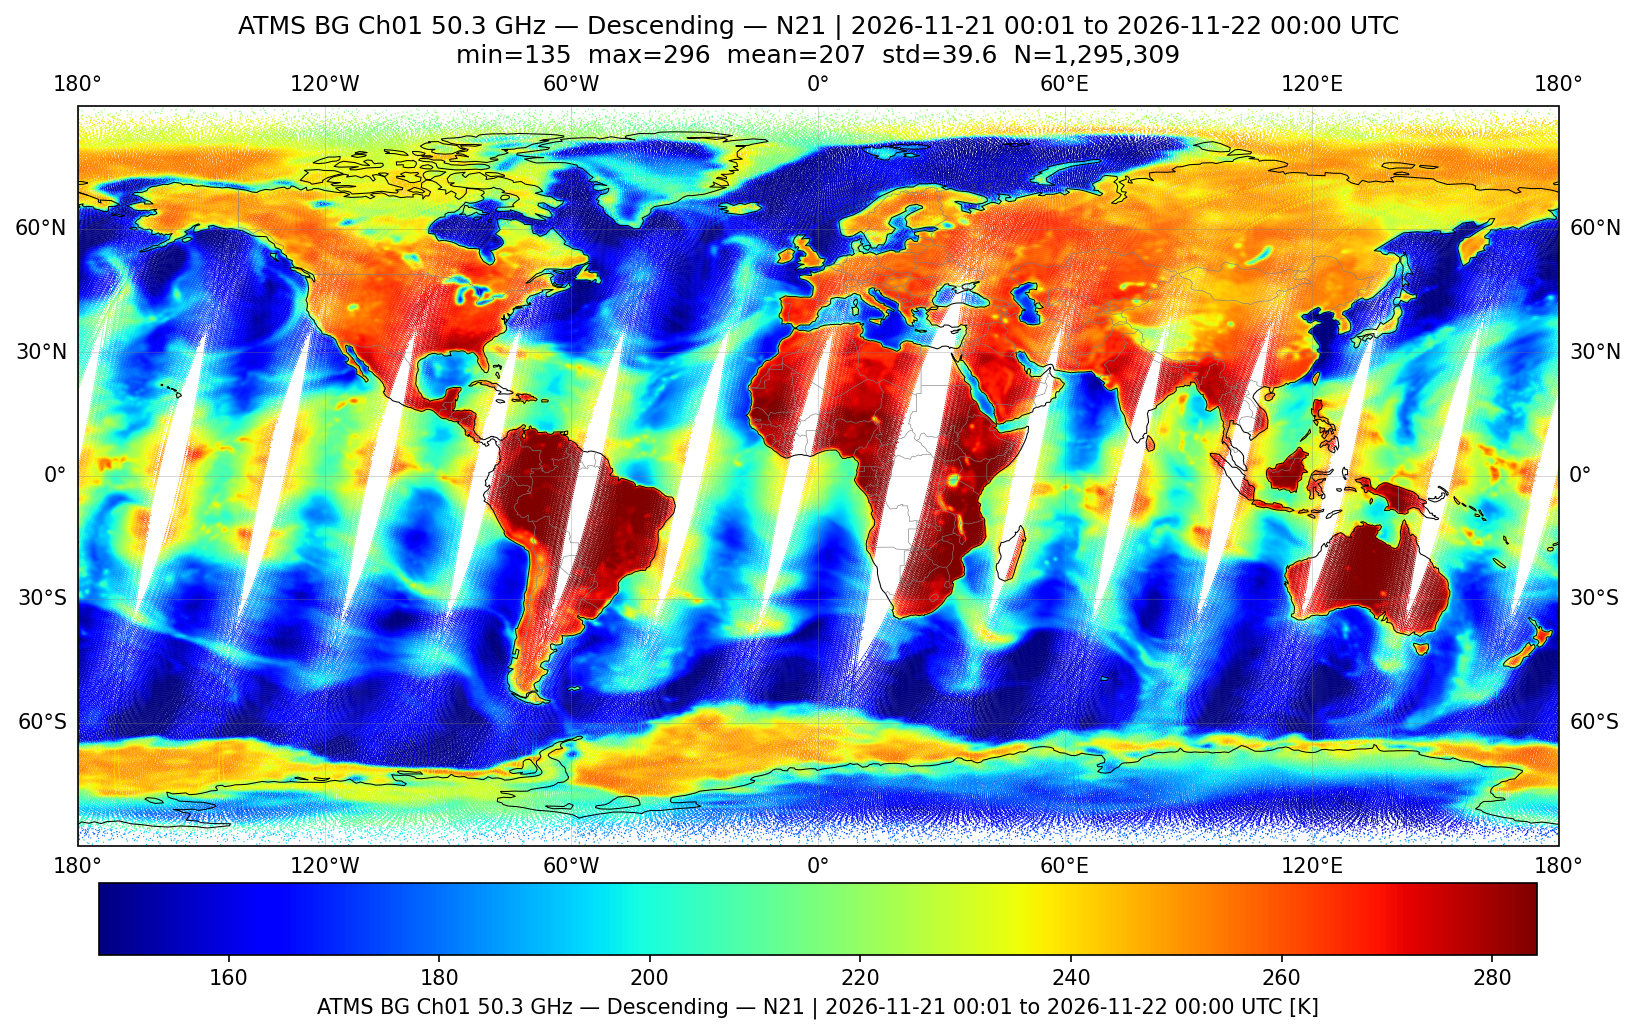 ATMS BG Ch01 50.3 GHz — Descending — N21 | 2026-11-21 00:01 to 2026-11-22 00:00 UTC
min=135 max=296 mean=207 std=39.6 N=1,295,309
180° 120°W 60°W 0° 60°E 120°E 180°
60°N 60°N
30°N 30°N
0° 0°
30°S 30°S
60°S 60°S
180° 120°W 60°W 0° 60°E 120°E 180°
160 180 200 220 240 260 280
ATMS BG Ch01 50.3 GHz — Descending — N21 | 2026-11-21 00:01 to 2026-11-22 00:00 UTC [K]